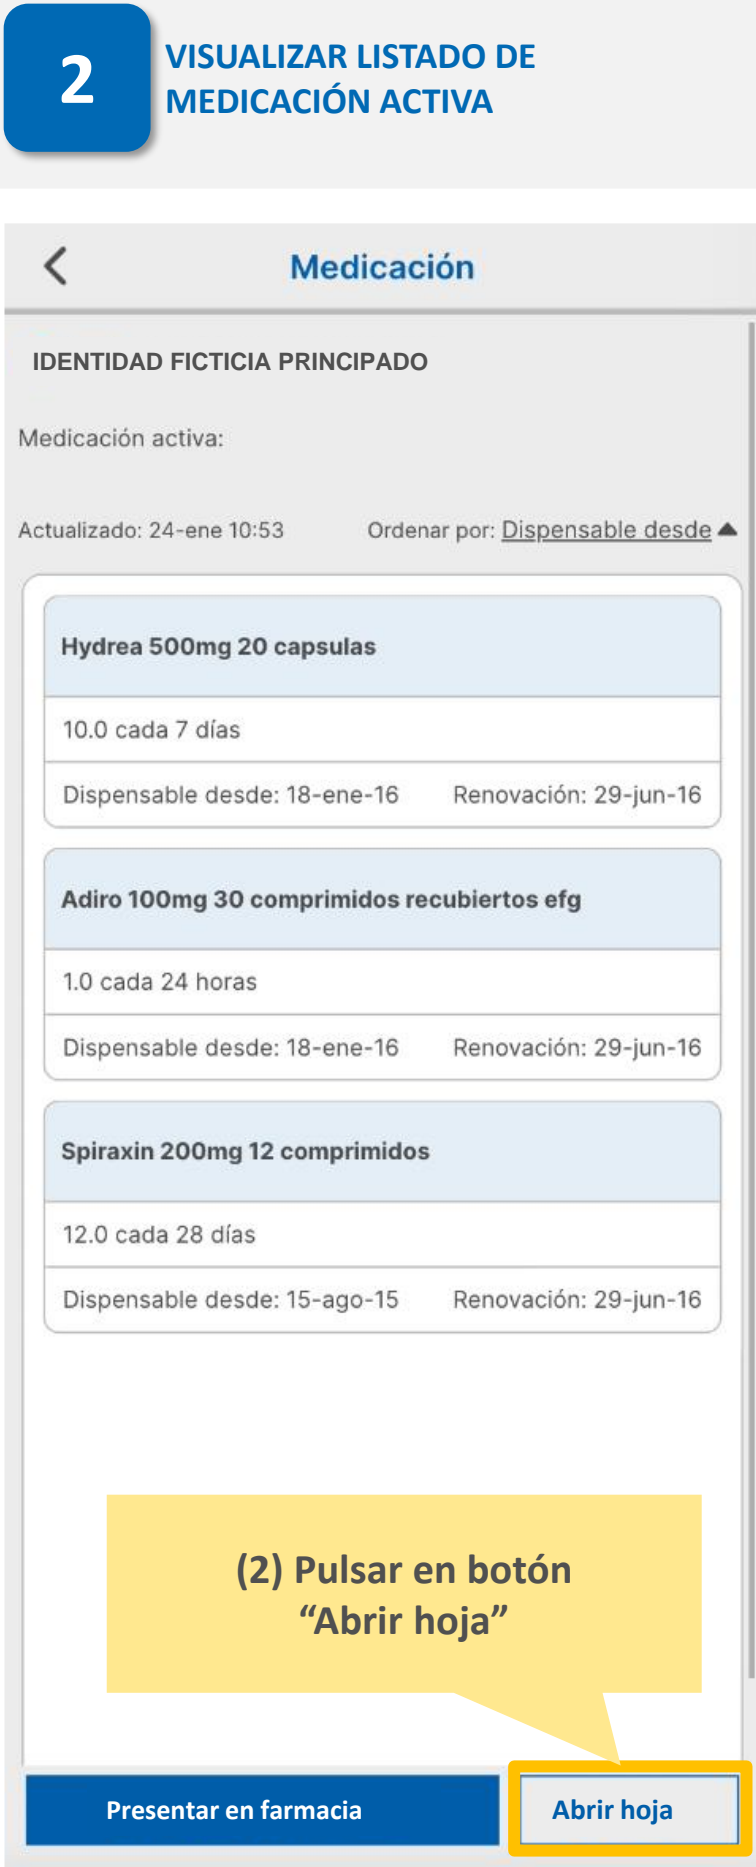 2
VISUALIZAR LISTADO DE
MEDICACIÓN ACTIVA
Medicación
IDENTIDAD FICTICIA PRINCIPADO
Medicación activa:
Actualizado: 24-ene 10:53 Ordenar por: Dispensable desde
Hydrea 500mg 20 capsulas
10.0 cada 7 días
Dispensable desde: 18-ene-16 Renovación: 29-jun-16
Adiro 100mg 30 comprimidos recubiertos efg
1.0 cada 24 horas
Dispensable desde: 18-ene-16 Renovación: 29-jun-16
Spiraxin 200mg 12 comprimidos
12.0 cada 28 días
Dispensable desde: 15-ago-15 Renovación: 29-jun-16
(2) Pulsar en botón
“Abrir hoja”
Presentar en farmacia Abrir hoja